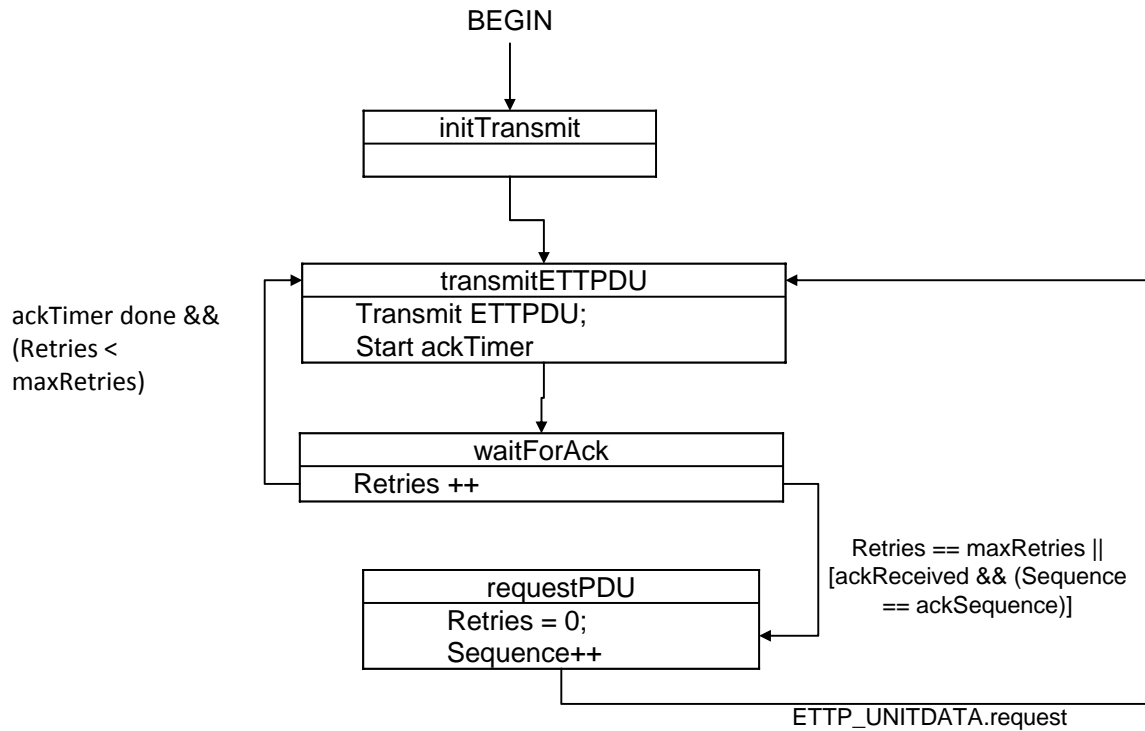 BEGIN
initTransmit
transmitETTPDU
Transmit ETTPDU;
Start ackTimer
ackTimer done &&
(Retries <
maxRetries)
waitForAck
Retries ++
Retries == maxRetries ||
[ackReceived && (Sequence
== ackSequence)]
requestPDU
Retries = 0;
Sequence++
ETTP_UNITDATA.request